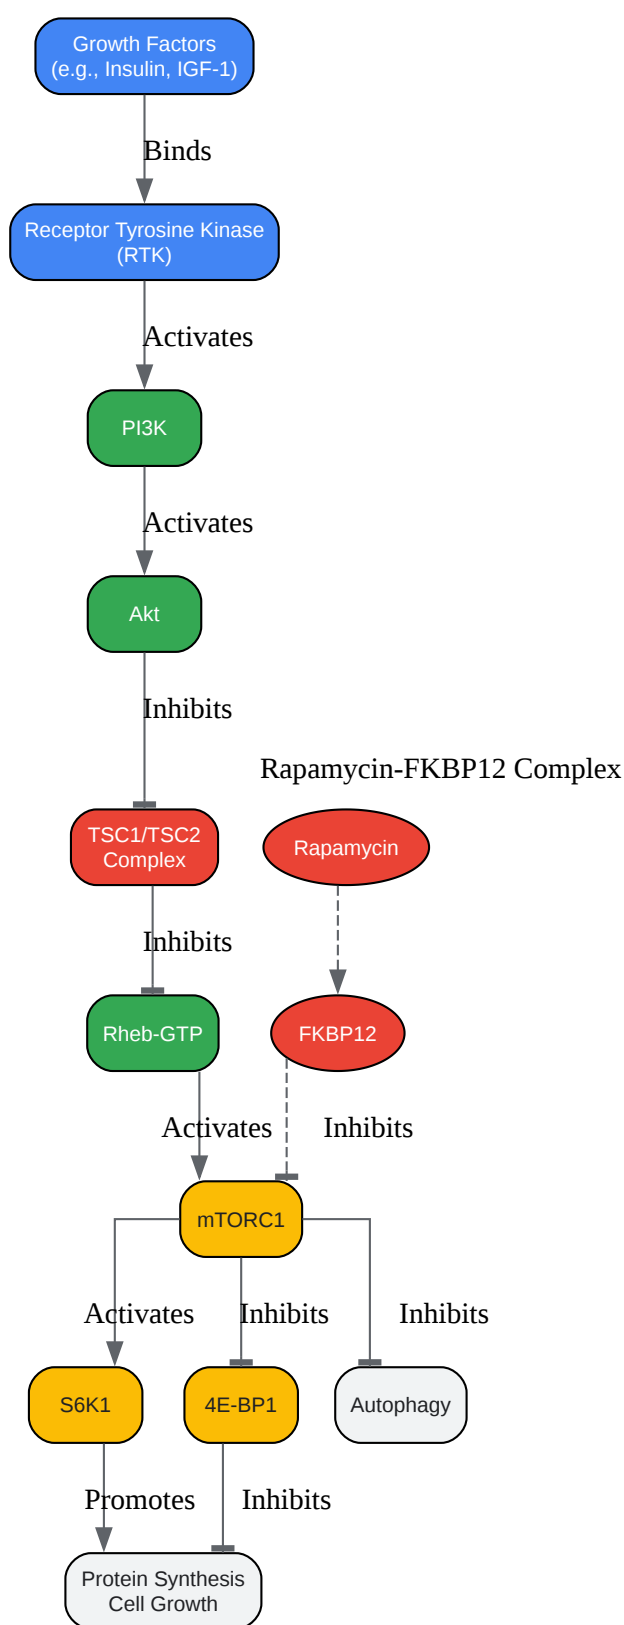 Growth Factors
(e.g., Insulin, IGF-1)
Binds
Receptor Tyrosine Kinase
(RTK)
Activates
PI3K
Activates
Akt
Inhibits
Rapamycin-FKBP12 Complex
TSC1/TSC2
Complex
Rapamycin
Inhibits
Rheb-GTP
FKBP12
Activates
Inhibits
mTORC1
Activates
Inhibits
Inhibits
S6K1
4E-BP1
Autophagy
Promotes
Inhibits
Protein Synthesis
Cell Growth